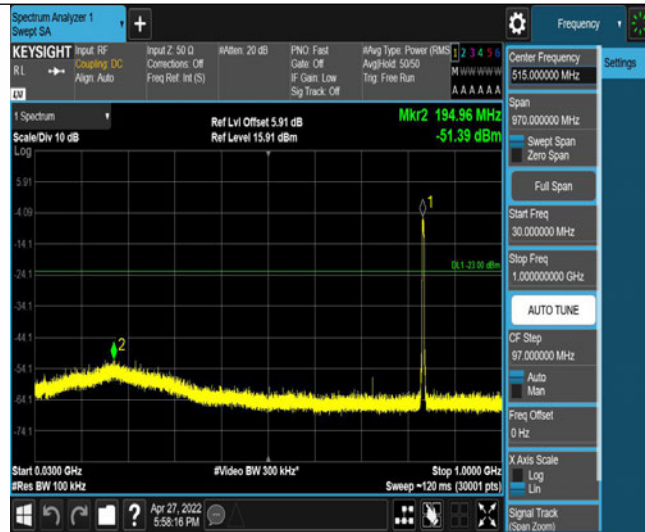 Spectrum Analyzer 1
Swept SA
Frequency
KEYSIGHT
RL
Input: RF
Coupling: DC
Align: Auto
Input Z: 50 Ω
Corrections: Off
Freq Ref: Int (S)
#Atten: 20 dB
PNO: Fast
Gate: Off
IF Gain: Low
Sig Track: Off
#Avg Type: Power (RMS
Avg|Hold: 50/50
Trig: Free Run
1 2 3 4 5 6
M W W W W W
A A A A A A
Center Frequency
515.000000 MHz
Settings
Span
970.000000 MHz
Swept Span
Zero Span
Full Span
Start Freq
30.000000 MHz
Stop Freq
1.000000000 GHz
AUTO TUNE
CF Step
97.000000 MHz
Auto
Man
Freq Offset
0 Hz
X Axis Scale
Log
Lin
Signal Track
(Span Zoom)
1 Spectrum
Scale/Div 10 dB
Log
Ref Lvl Offset 5.91 dB
Ref Level 15.91 dBm
Mkr2 194.96 MHz
-51.39 dBm
5.91
-4.09
-14.1
-24.1
-34.1
-44.1
-54.1
-64.1
-74.1
1
DL1 -23.00 dBm
2
Start 0.0300 GHz
#Res BW 100 kHz
#Video BW 300 kHz*
Stop 1.0000 GHz
Sweep ~120 ms (30001 pts)
?
Apr 27, 2022
5:58:16 PM